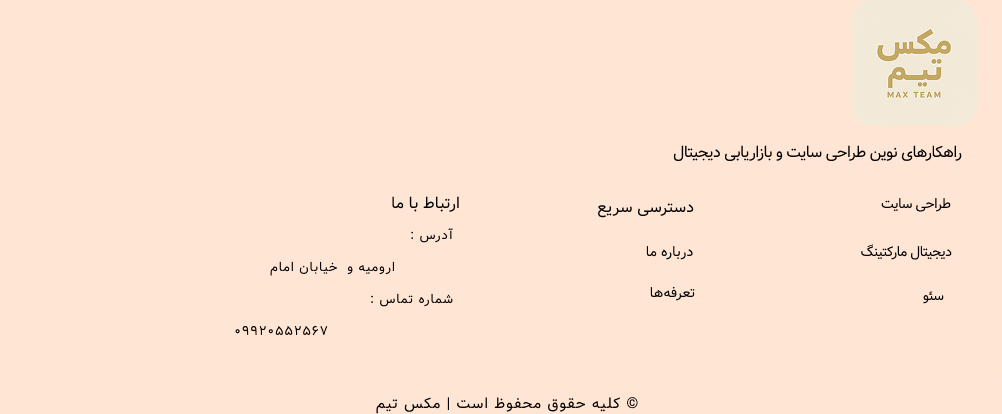 مکس
تیم
MAX TEAM
راهکارهای نوین طراحی سایت و بازاریابی دیجیتال
طراحی سایت
دیجیتال مارکتینگ
سئو
دسترسی سریع
درباره ما
تعرفه‌ها
ارتباط با ما
آدرس :
ارومیه و خیابان امام
شماره تماس :
۰۹۹۲۰۵۵۲۵۶۷
© کلیه حقوق محفوظ است | مکس تیم